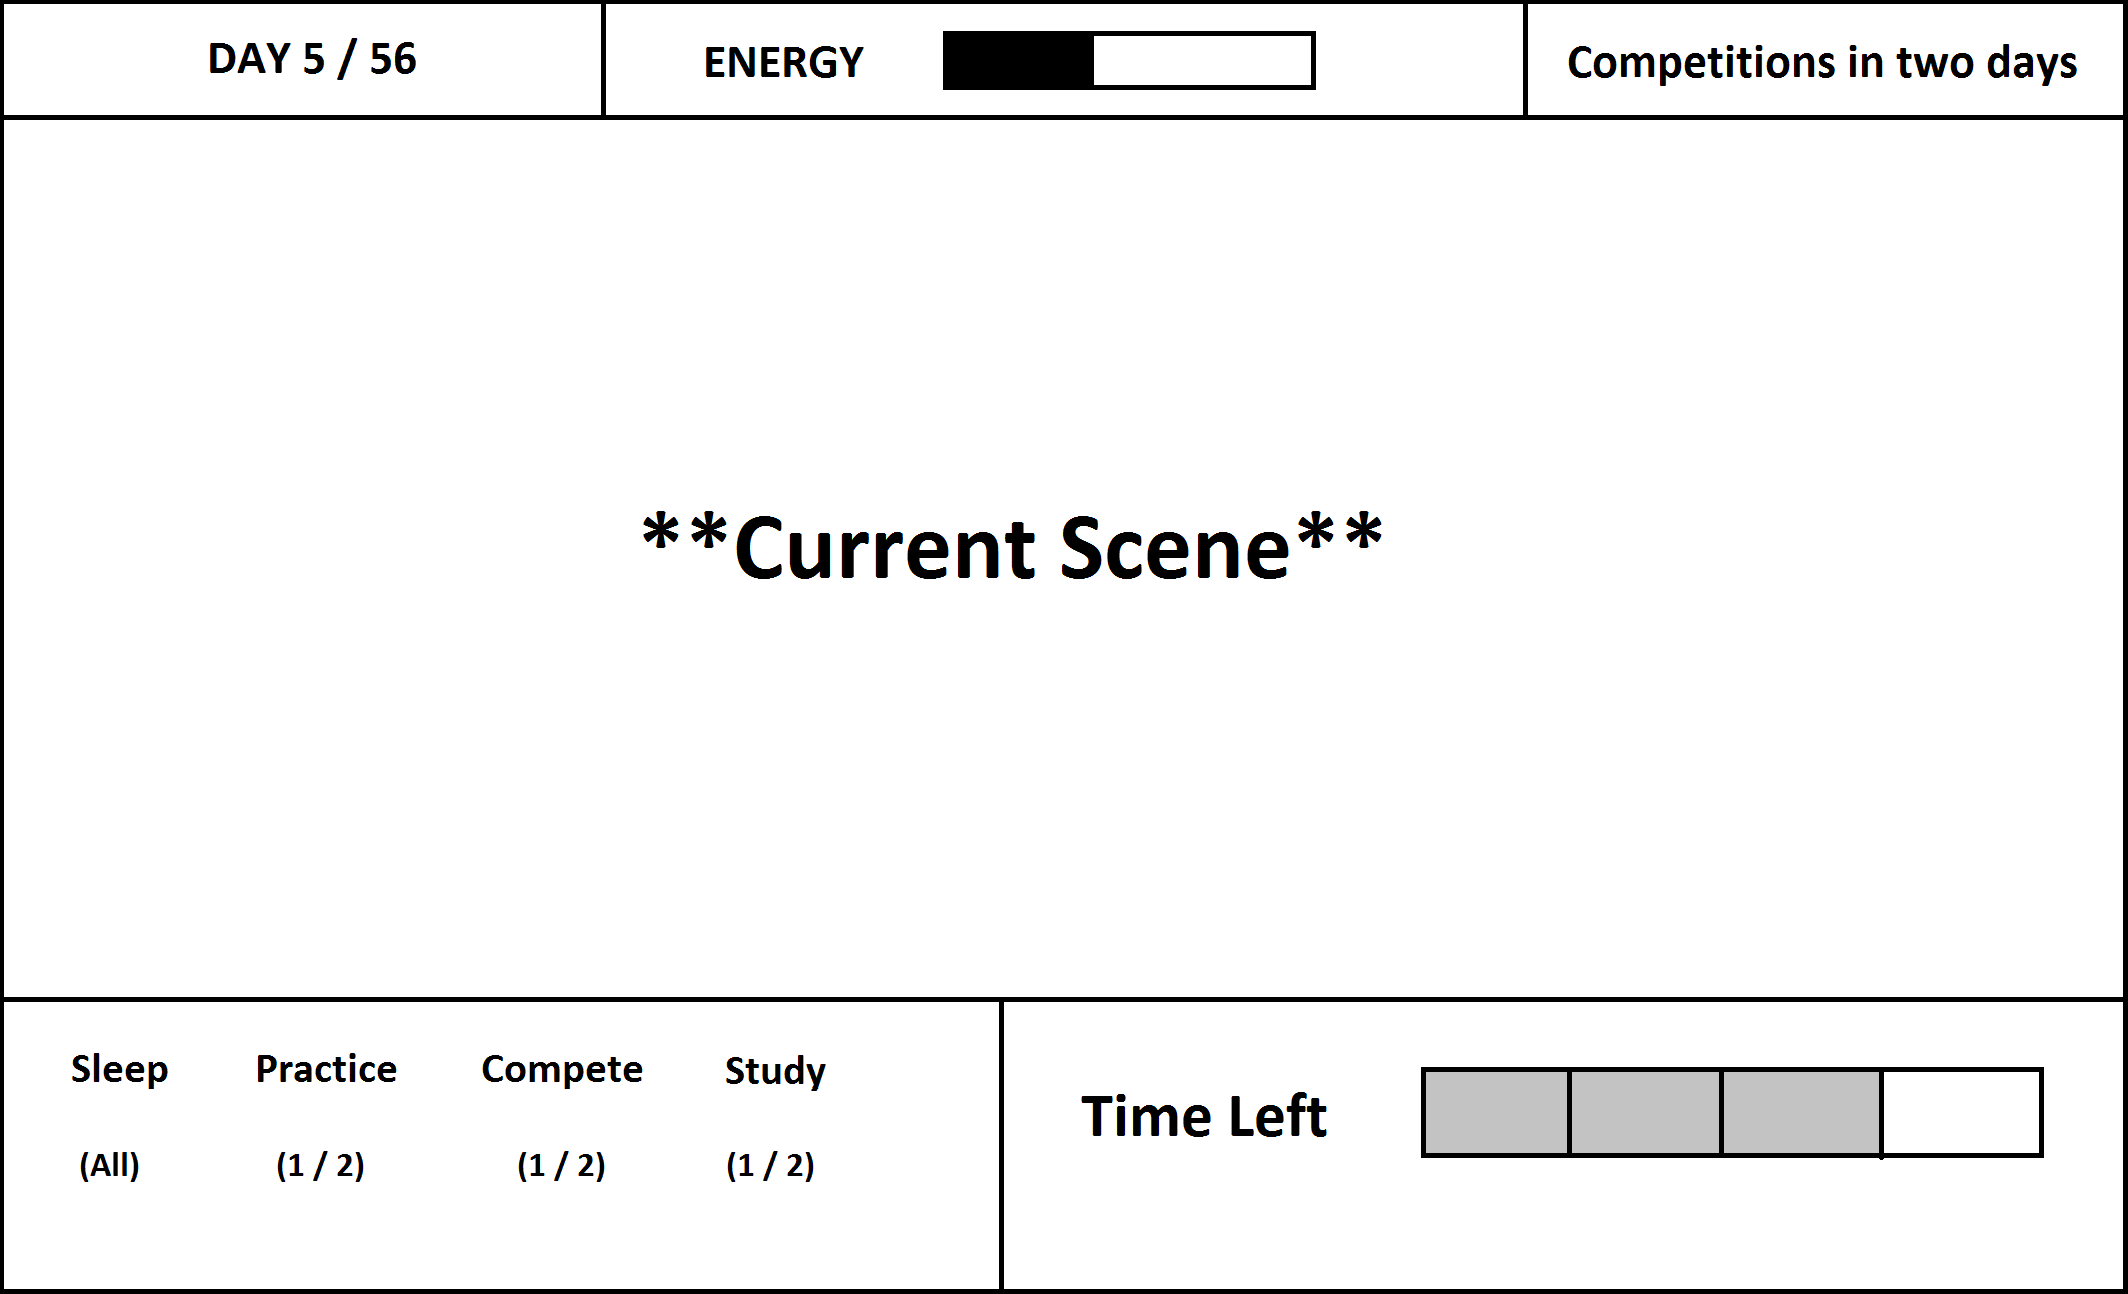 DAY 5 / 56
ENERGY
Competitions in two days
**Current Scene**
Sleep Practice Compete Study
(All) (1 / 2) (1 / 2) (1 / 2)
Time Left